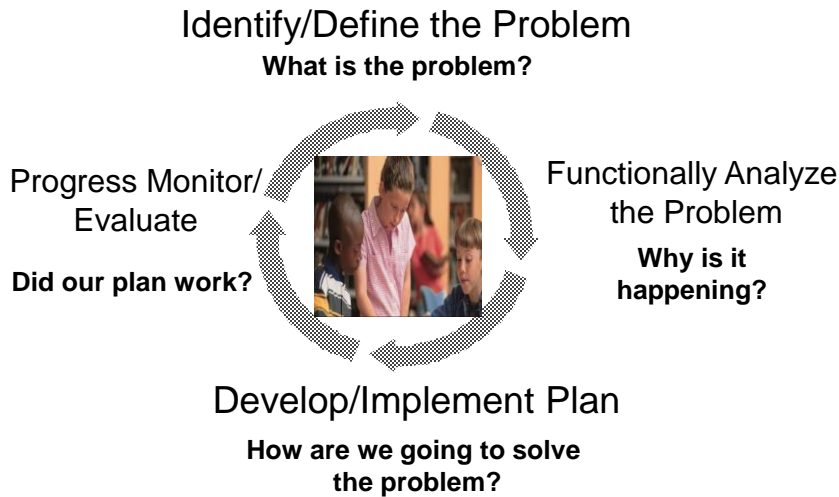 Identify/Define the Problem
What is the problem?
Functionally Analyze
the Problem
Why is it
happening?
Develop/Implement Plan
How are we going to solve
the problem?
Progress Monitor/
Evaluate
Did our plan work?